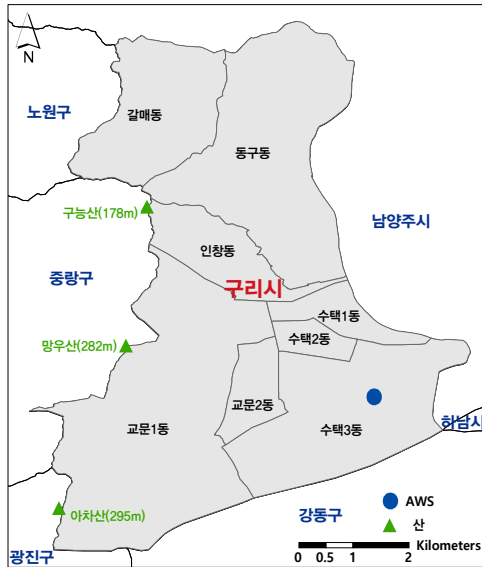 N
노원구
갈매동
동구동
구능산(178m)
남양주시
인창동
중랑구
구리시
수택1동
수택2동
망우산(282m)
교문2동
하남시
교문1동
수택3동
아차산(295m)
강동구
AWS
산
광진구
Kilometers
0 0.5 1 2